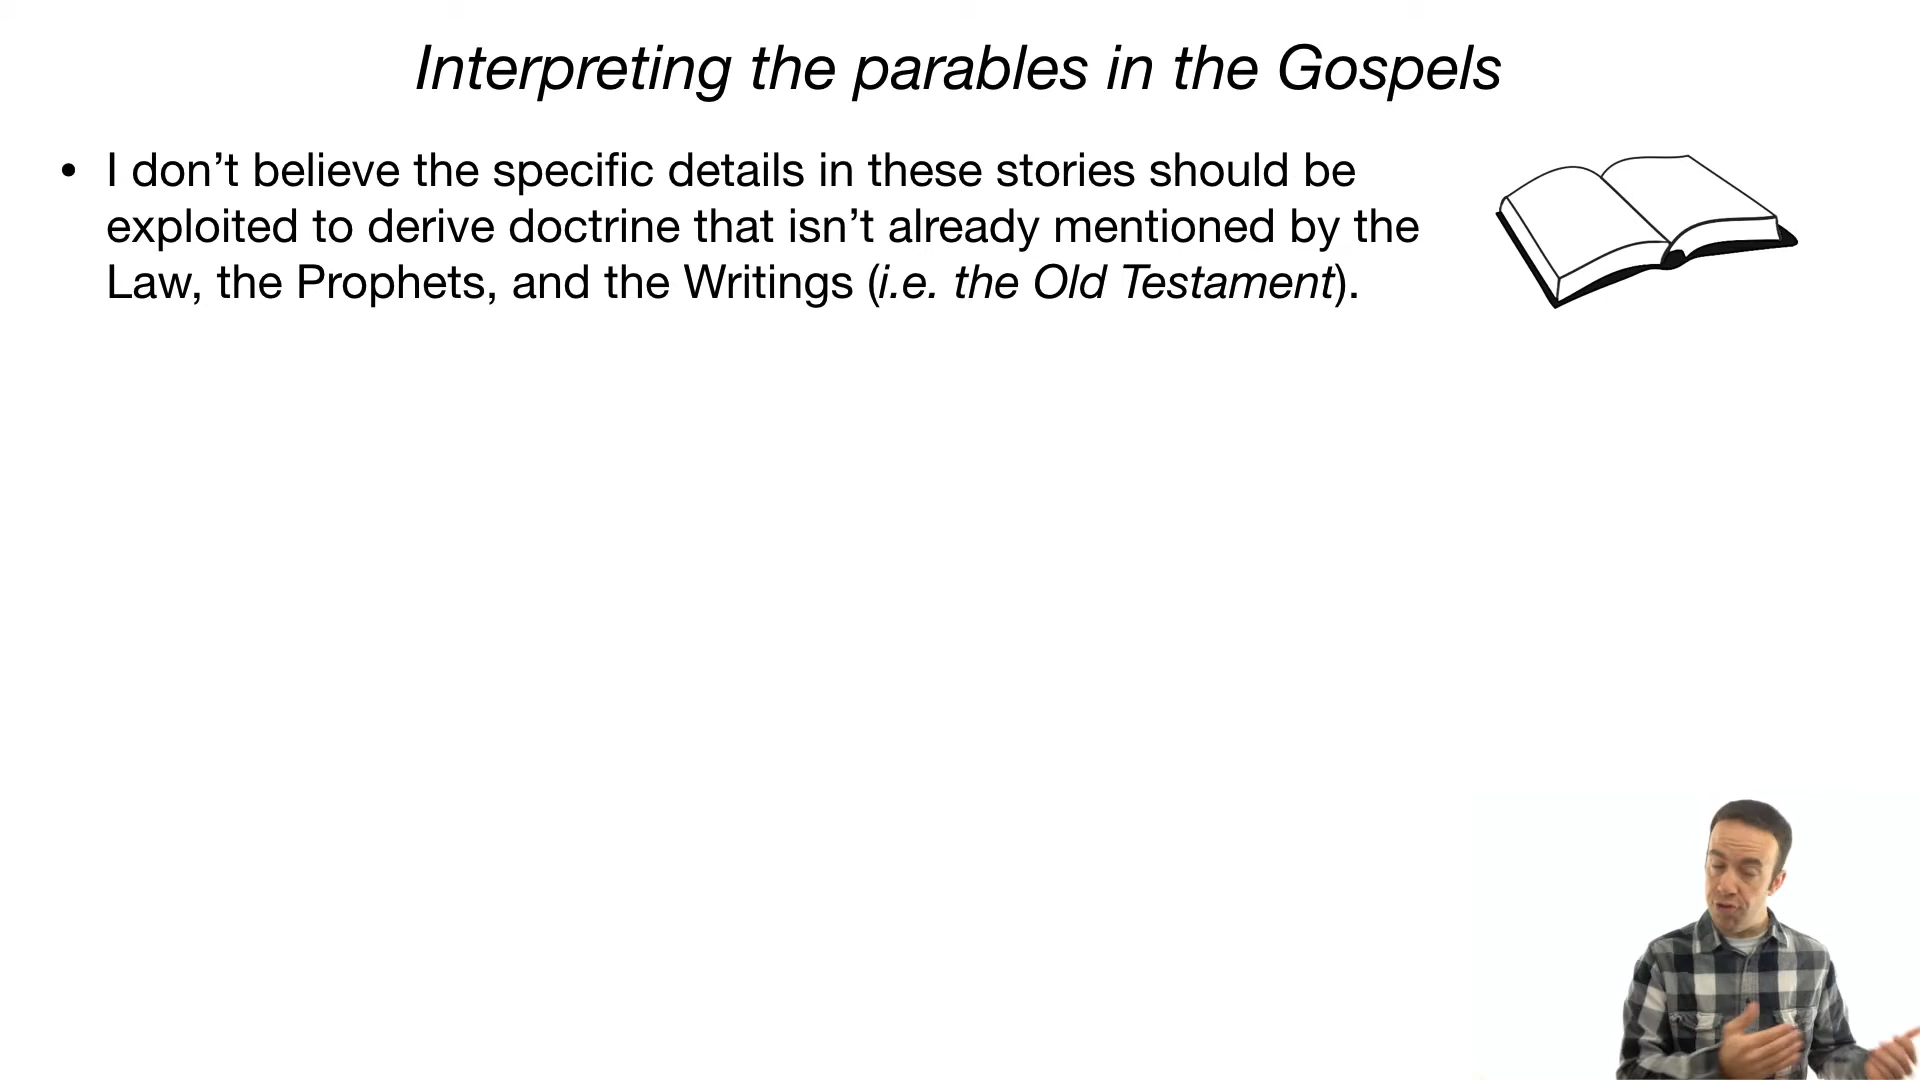 Interpreting the parables in the Gospels
• I don’t believe the specific details in these stories should be
exploited to derive doctrine that isn’t already mentioned by the
Law, the Prophets, and the Writings (i.e. the Old Testament).